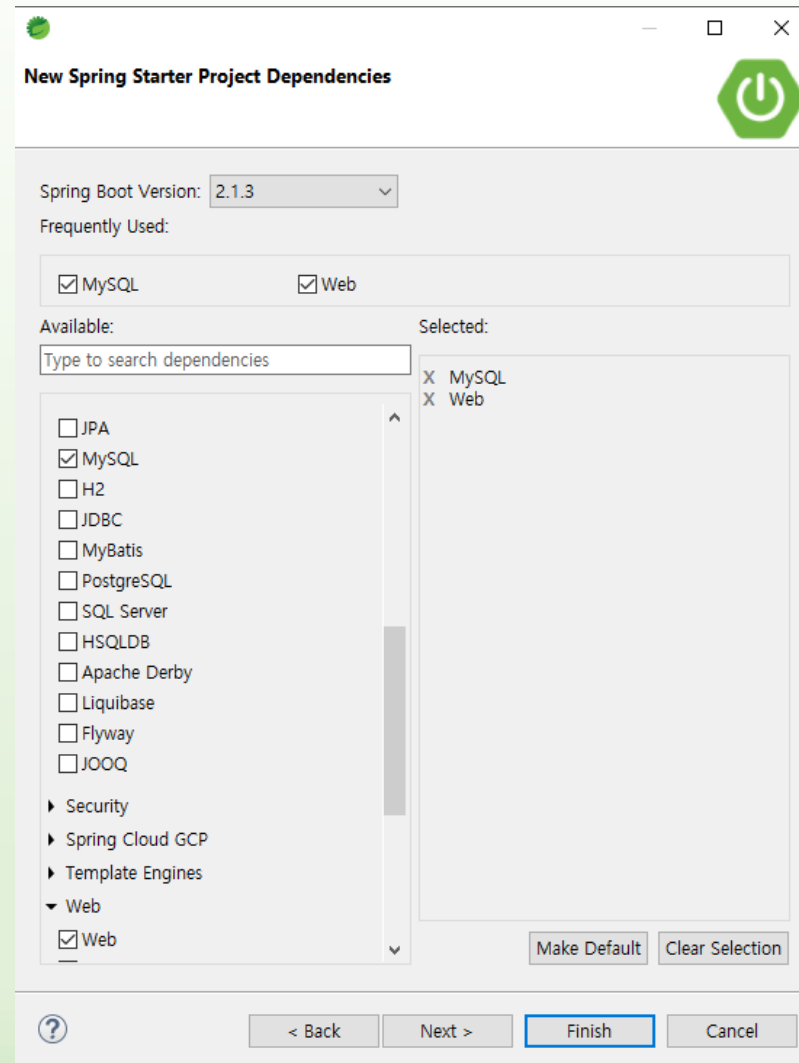 New Spring Starter Project Dependencies
Spring Boot Version: 2.1.3
Frequently Used:
MySQL Web
Available: Selected:
Type to search dependencies
X MySQL
X Web
JPA
MySQL
H2
JDBC
MyBatis
PostgreSQL
SQL Server
HSQLDB
Apache Derby
Liquibase
Flyway
JOOQ
Security
Spring Cloud GCP
Template Engines
Web
Web
Make Default Clear Selection
? < Back Next > Finish Cancel